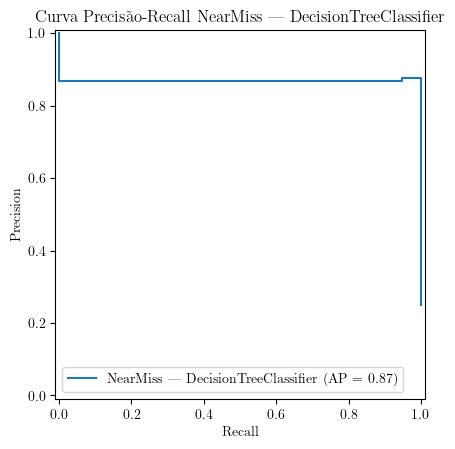 Curva Precisão-Recall NearMiss — DecisionTreeClassifier
1.0
0.8
0.6
0.4
0.2
0.0
Precision
NearMiss — DecisionTreeClassifier (AP = 0.87)
0.0 0.2 0.4 0.6 0.8 1.0
Recall